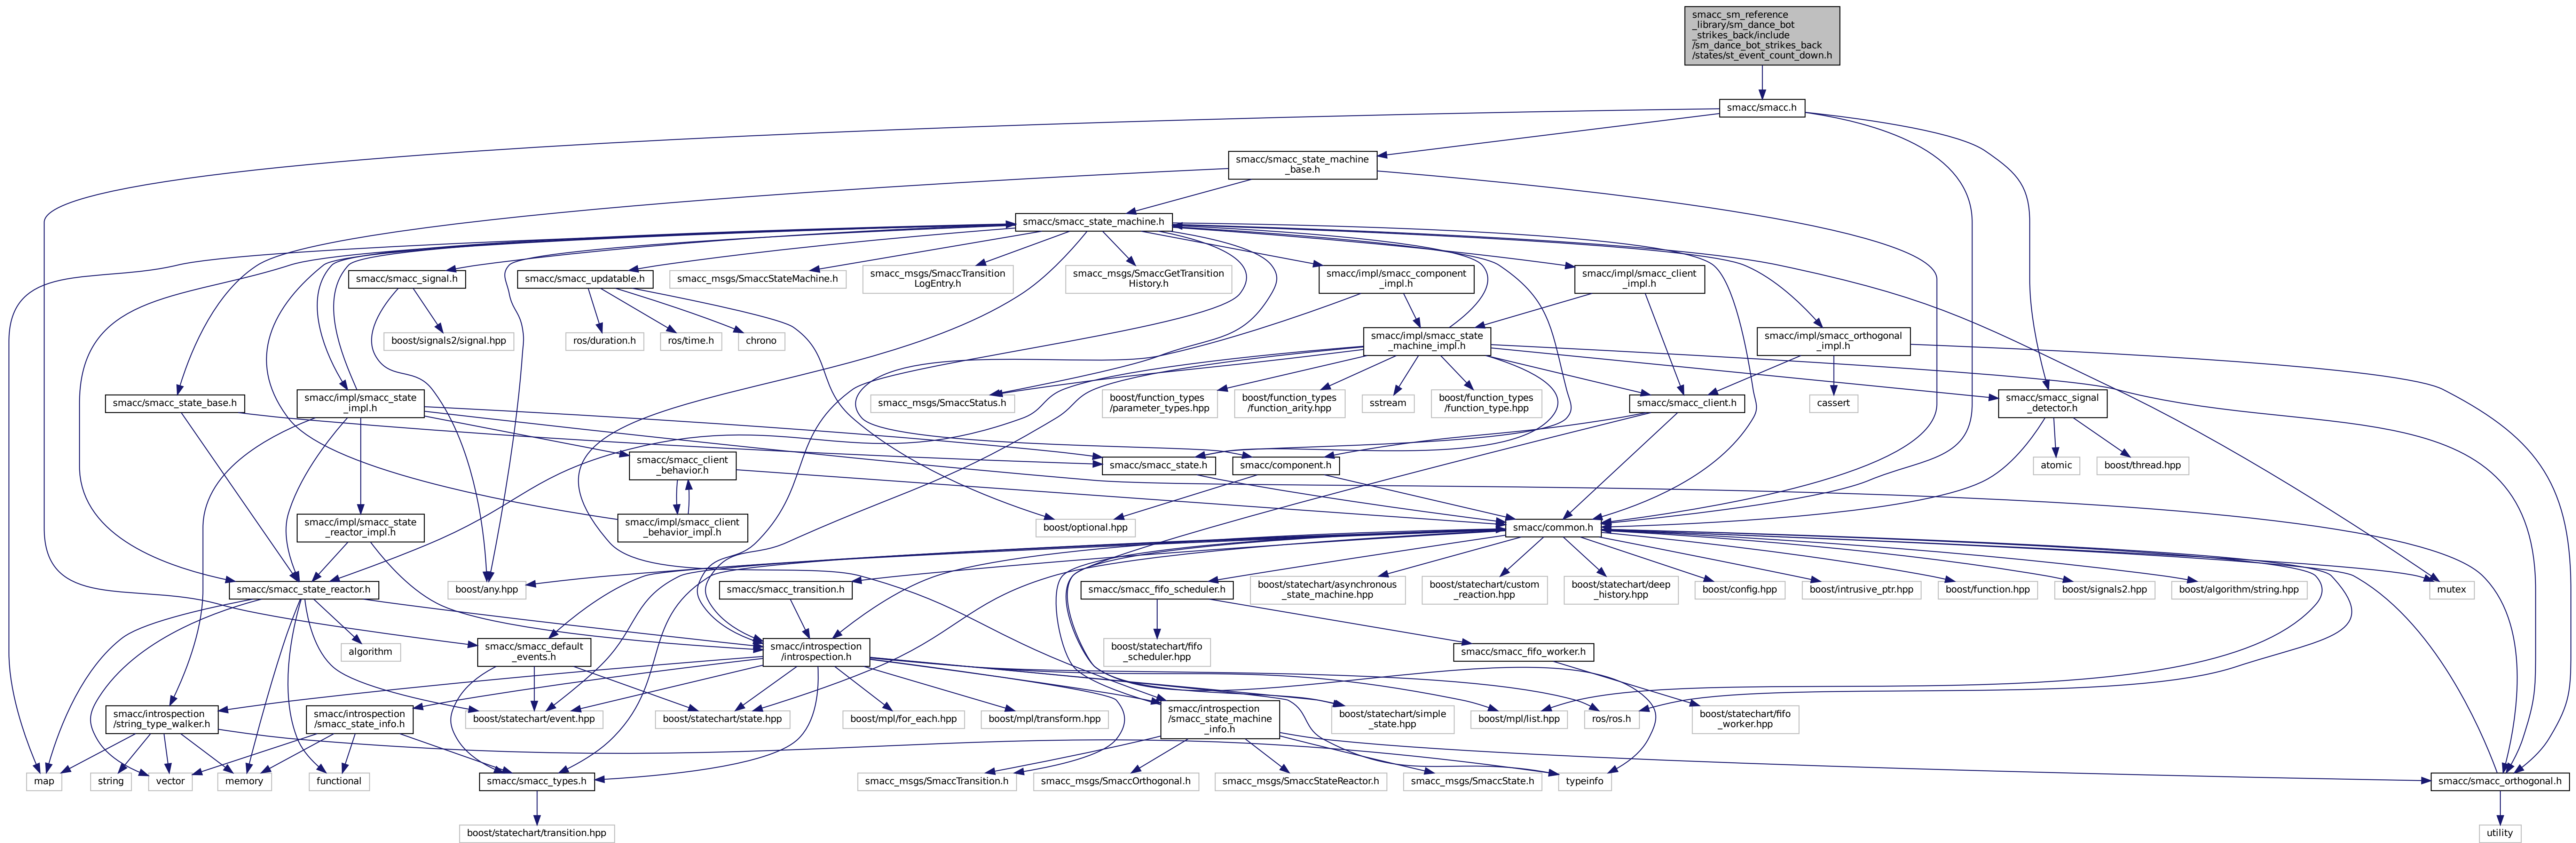 smacc_sm_reference
_library/sm_dance_bot
_strikes_back/include
/sm_dance_bot_strikes_back
/states/st_event_count_down.h
smacc/smacc.h
smacc/smacc_state_machine
_base.h
smacc/smacc_state_machine.h
smacc/smacc_signal.h
smacc/smacc_updatable.h
smacc_msgs/SmaccStateMachine.h
smacc_msgs/SmaccTransition
LogEntry.h
smacc_msgs/SmaccGetTransition
History.h
smacc/impl/smacc_component
_impl.h
smacc/impl/smacc_client
_impl.h
boost/signals2/signal.hpp
ros/duration.h
ros/time.h
chrono
smacc/impl/smacc_state
_machine_impl.h
smacc/impl/smacc_orthogonal
_impl.h
smacc/smacc_state_base.h
smacc/impl/smacc_state
_impl.h
smacc_msgs/SmaccStatus.h
boost/function_types
/parameter_types.hpp
boost/function_types
/function_arity.hpp
sstream
boost/function_types
/function_type.hpp
smacc/smacc_client.h
cassert
smacc/smacc_signal
_detector.h
smacc/smacc_client
_behavior.h
smacc/smacc_state.h
smacc/component.h
atomic
boost/thread.hpp
smacc/impl/smacc_state
_reactor_impl.h
smacc/impl/smacc_client
_behavior_impl.h
boost/optional.hpp
smacc/common.h
smacc/smacc_state_reactor.h
boost/any.hpp
smacc/smacc_transition.h
smacc/smacc_fifo_scheduler.h
boost/statechart/asynchronous
_state_machine.hpp
boost/statechart/custom
_reaction.hpp
boost/statechart/deep
_history.hpp
boost/config.hpp
boost/intrusive_ptr.hpp
boost/function.hpp
boost/signals2.hpp
boost/algorithm/string.hpp
mutex
algorithm
smacc/smacc_default
_events.h
smacc/introspection
/introspection.h
boost/statechart/fifo
_scheduler.hpp
smacc/smacc_fifo_worker.h
smacc/introspection
/string_type_walker.h
smacc/introspection
/smacc_state_info.h
boost/statechart/event.hpp
boost/statechart/state.hpp
boost/mpl/for_each.hpp
boost/mpl/transform.hpp
smacc/introspection
/smacc_state_machine
_info.h
boost/statechart/simple
_state.hpp
boost/mpl/list.hpp
ros/ros.h
boost/statechart/fifo
_worker.hpp
map
string
vector
memory
functional
smacc/smacc_types.h
smacc_msgs/SmaccTransition.h
smacc_msgs/SmaccOrthogonal.h
smacc_msgs/SmaccStateReactor.h
smacc_msgs/SmaccState.h
typeinfo
smacc/smacc_orthogonal.h
boost/statechart/transition.hpp
utility